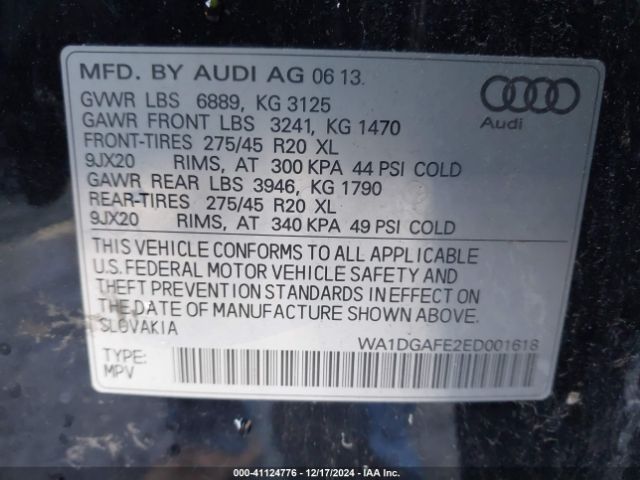 MFD. BY AUDI AG 06 13.
GVWR LBS 6889, KG 3125
GAWR FRONT LBS 3241, KG 1470
FRONT-TIRES 275/45 R20 XL
9JX20 RIMS, AT 300 KPA 44 PSI COLD
GAWR REAR LBS 3946, KG 1790
REAR-TIRES 275/45 R20 XL
9JX20 RIMS, AT 340 KPA 49 PSI COLD
Audi
THIS VEHICLE CONFORMS TO ALL APPLICABLE
U.S. FEDERAL MOTOR VEHICLE SAFETY AND
THEFT PREVENTION STANDARDS IN EFFECT ON
THE DATE OF MANUFACTURE SHOWN ABOVE.
SLOVAKIA
WA1DGAFE2ED001618
TYPE:
MPV
000-41124776 - 12/17/2024 - IAA Inc.